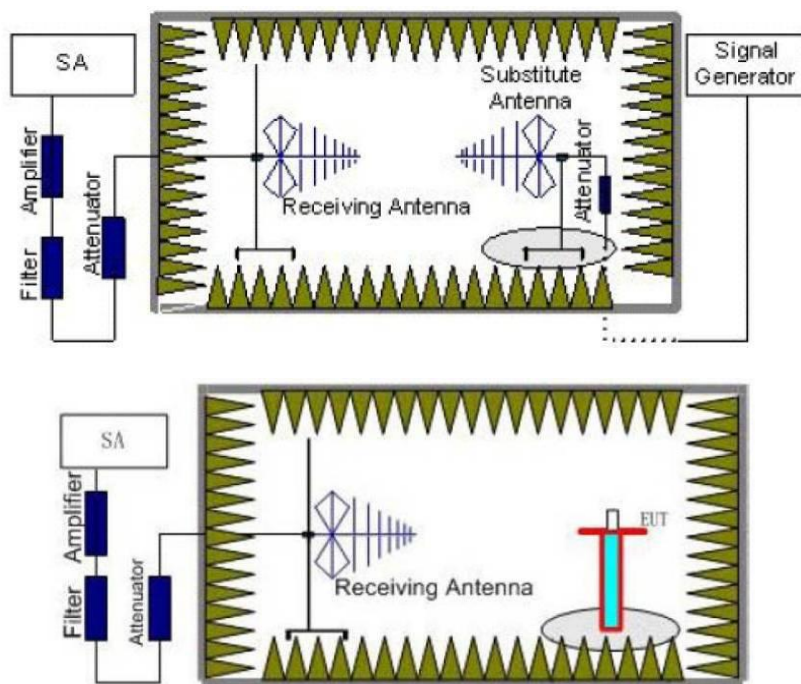 SA
Signal
Generator
Substitute
Antenna
Amplifier
Attenuator
Attenuator
Receiving Antenna
Filter
SA
Amplifier
EUT
Filter
Attenuator
Receiving Antenna